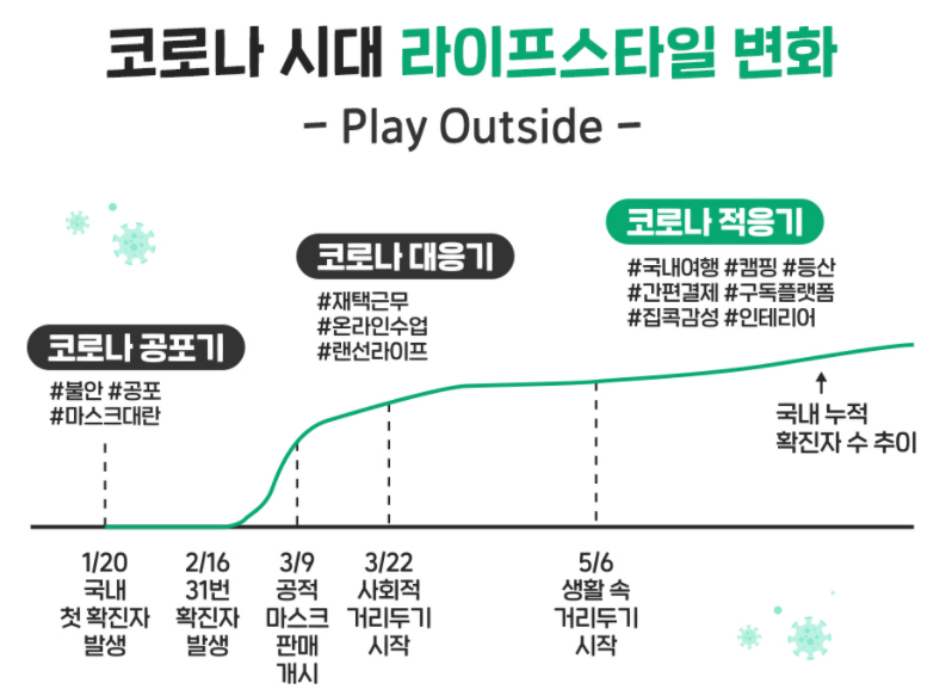 코로나 시대 라이프스타일 변화
– Play Outside –
코로나 공포기
#불안 #공포
#마스크대란
코로나 대응기
#재택근무
#온라인수업
#랜선라이프
코로나 적응기
#국내여행 #캠핑 #등산
#간편결제 #구독플랫폼
#집콕감성 #인테리어
국내 누적
확진자 수 추이
1/20
국내
첫 확진자
발생
2/16
31번
확진자
발생
3/9
공적
마스크
판매
개시
3/22
사회적
거리두기
시작
5/6
생활 속
거리두기
시작